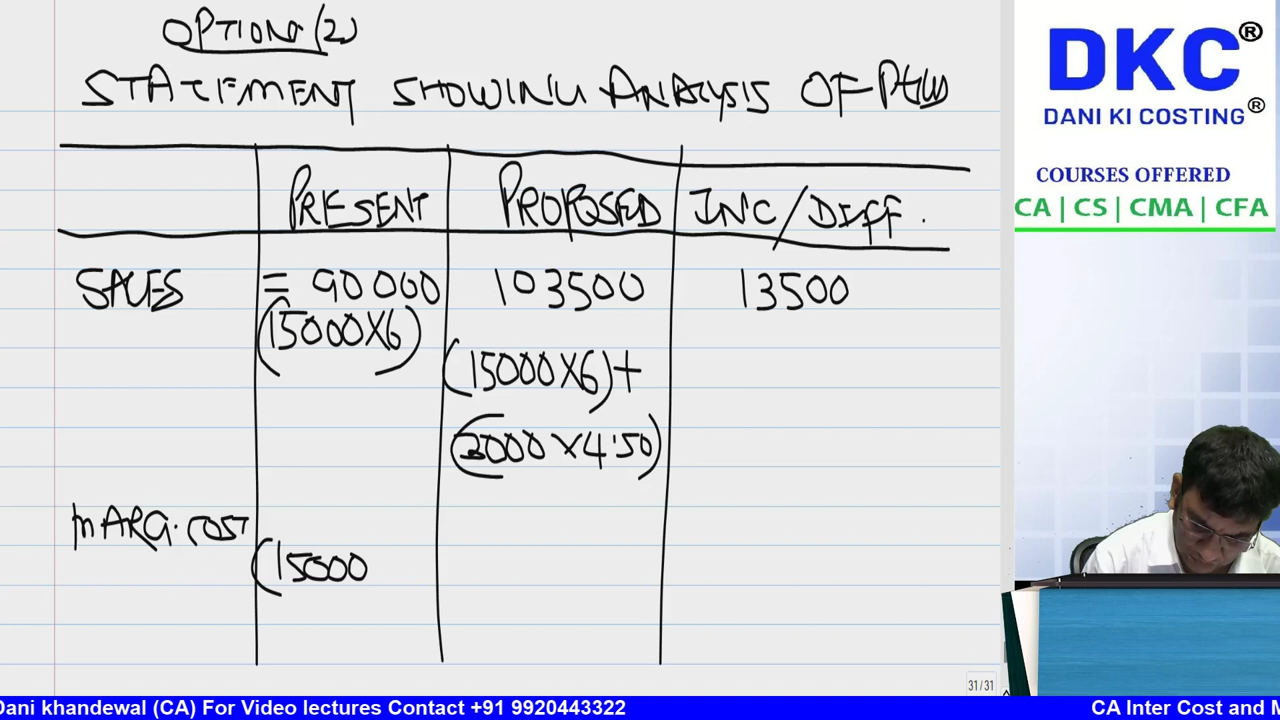 OPTION (2)
STATEMENT SHOWING ANALYSIS OF
PRESENT PROPOSED INC/DIFF.
SALES = 90000 103500 13500
(15000X6)
(15000X6)+
(3000X4.50)
MARG. COST
(15000
DKC®
DANI KI COSTING®
COURSES OFFERED
CA | CS | CMA | CFA
31/31
Dani khandewal (CA) For Video lectures Contact +91 9920443322
CA Inter Cost and M